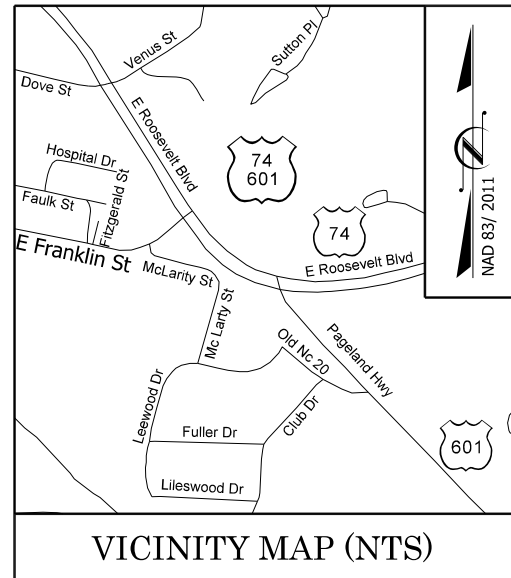 Venus St
Sutton Pl
Dove St
E Roosevelt Blvd
74
601
Hospital Dr
Fitzgerald St
Faulk St
74
NAD 83/ 2011
E Franklin St
McLarity St
E Roosevelt Blvd
Mc Larty St
Old Nc 20
Pageland Hwy
Leewood Dr
Club Dr
Fuller Dr
601
Lileswood Dr
VICINITY MAP (NTS)